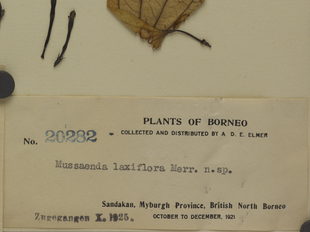 PLANTS OF BORNEO
COLLECTED AND DISTRIBUTED BY A. D. E. ELMER
No. 20282
Mussaenda laxiflora Merr. n.sp.
Sandakan, Myburgh Province, British North Borneo
OCTOBER TO DECEMBER, 1921
Zugegangen X.1925.